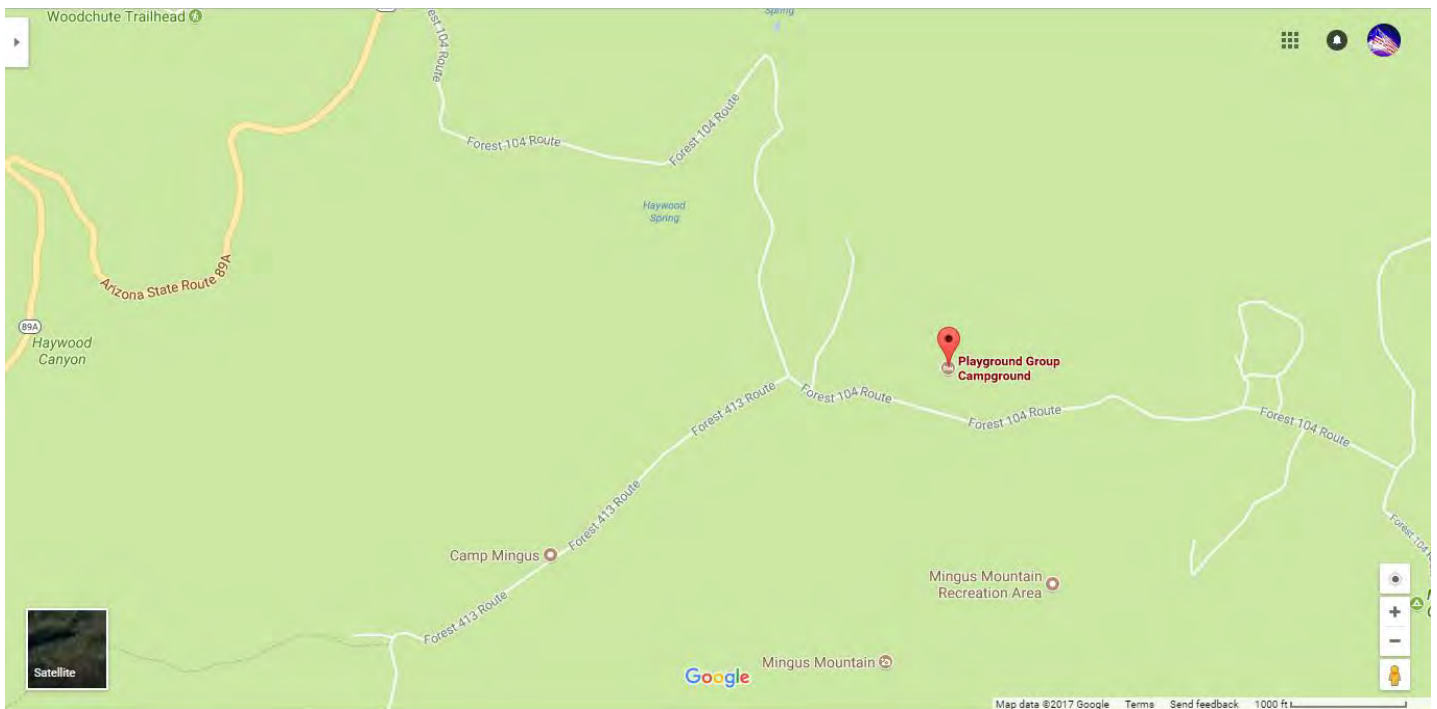 Woodchute Trailhead
Spring
est 104 Route
Forest 104 Route
Forest 104 Route
Haywood
Spring
Arizona State Route 89A
89A
Haywood
Canyon
Playground Group
Campground
Forest 413 Route
Forest 104 Route
Forest 104 Route
Forest 104 Route
Forest 413 Route
Forest 104
Camp Mingus
Mingus Mountain
Recreation Area
Forest 413 Route
Satellite
Mingus Mountain
Google
Map data ©2017 Google Terms Send feedback 1000 ft